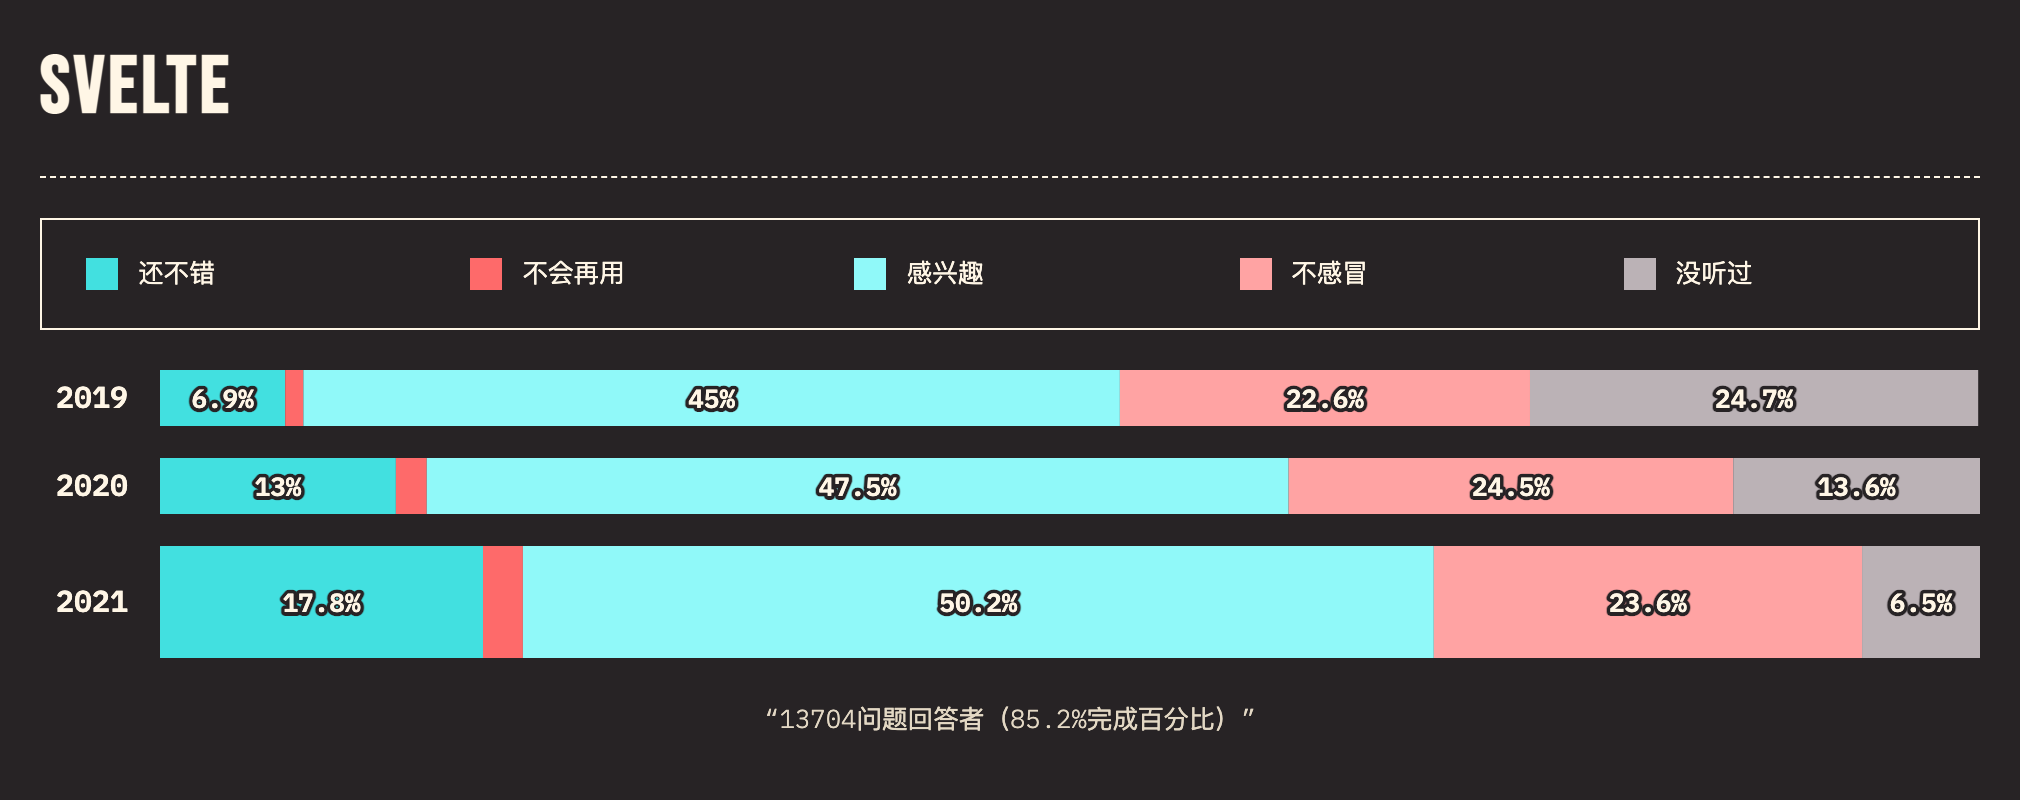 SVELTE
还不错 不会再用 感兴趣 不感冒 没听过
2019 6.9% 45% 22.6% 24.7%
2020 13% 47.5% 24.5% 13.6%
2021 17.8% 50.2% 23.6% 6.5%
“13704问题回答者（85.2%完成百分比）”